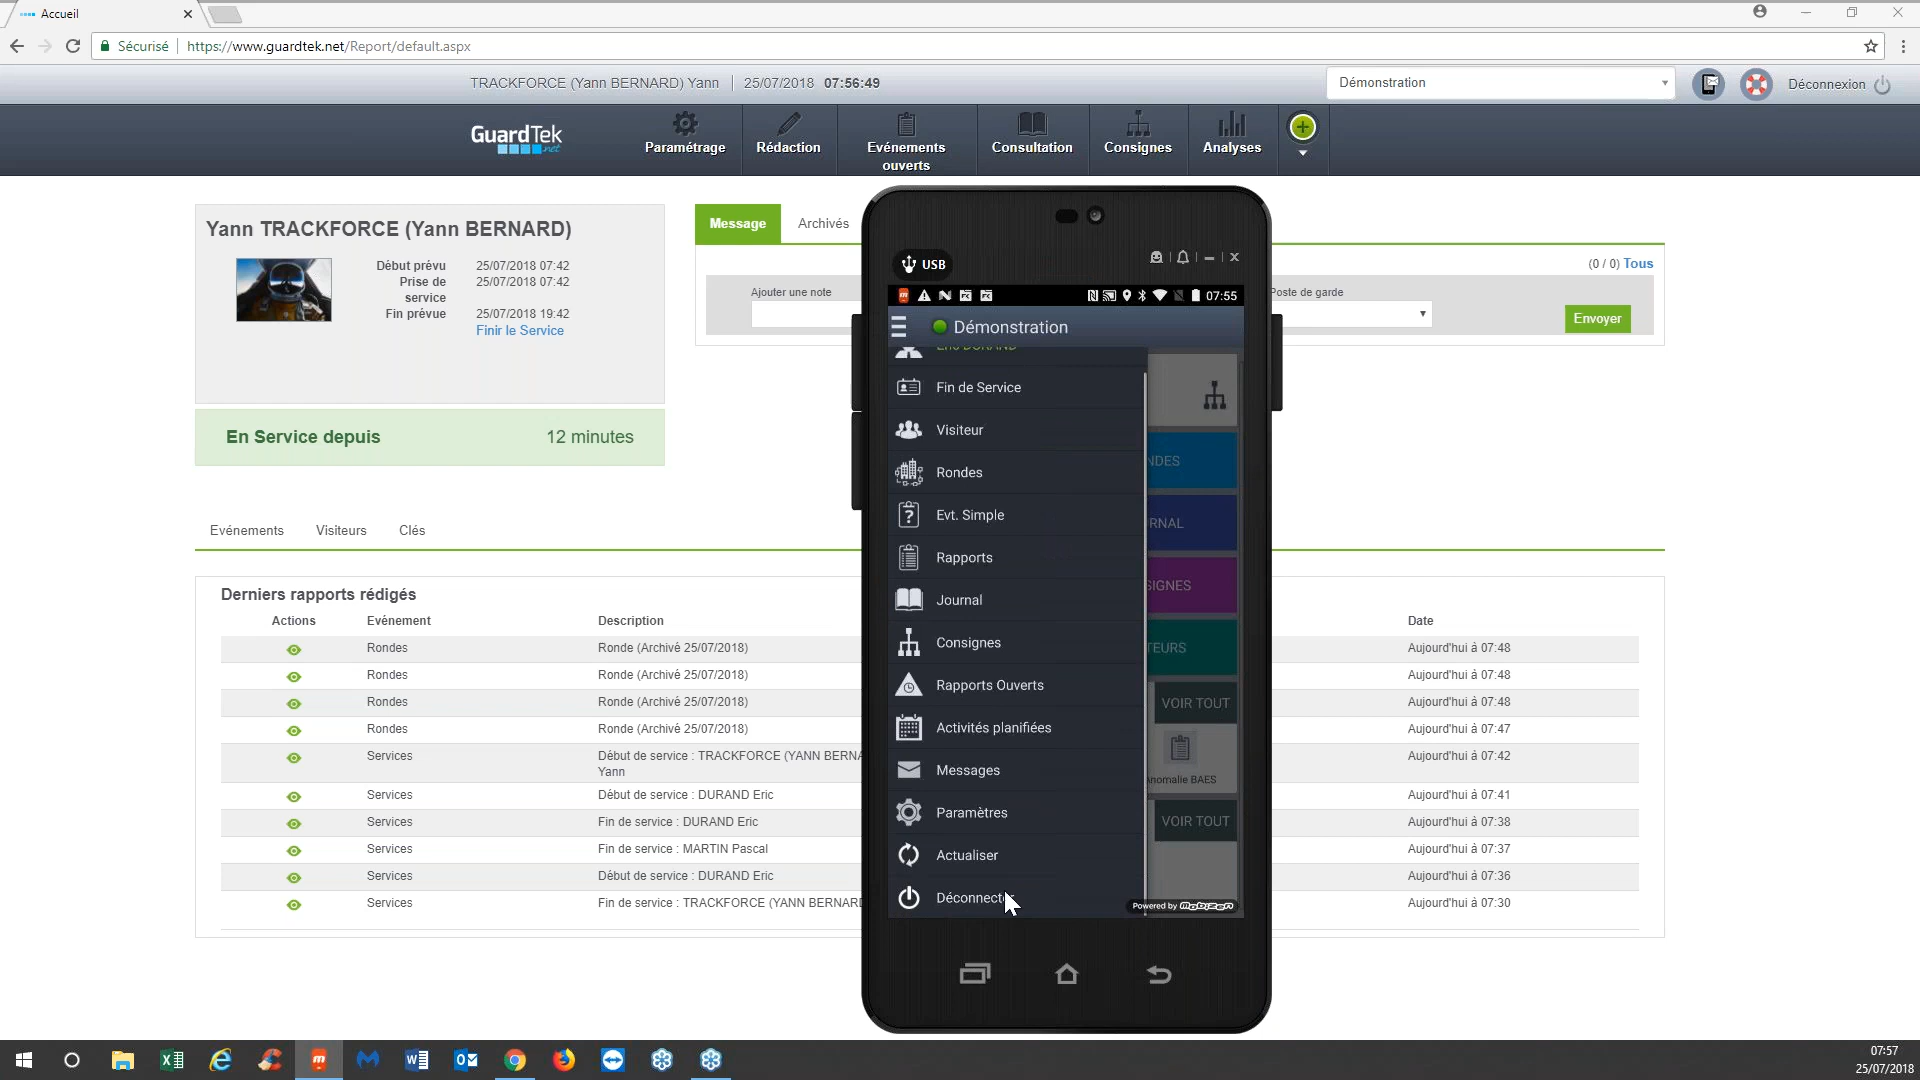 Accueil
Sécurisé
https://www.guardtek.net/Report/default.aspx
TRACKFORCE (Yann BERNARD) Yann
25/07/2018 07:56:49
Démonstration
Déconnexion
GuardTek
.net
Paramétrage
Rédaction
Evénements
ouverts
Consultation
Consignes
Analyses
Yann TRACKFORCE (Yann BERNARD)
Début prévu 25/07/2018 07:42
Prise de 25/07/2018 07:42
service
Fin prévue 25/07/2018 19:42
Finir le Service
En Service depuis 12 minutes
Message
Archivés
(0 / 0) Tous
Ajouter une note
Poste de garde
Envoyer
Evénements
Visiteurs
Clés
Derniers rapports rédigés
Actions Evénement Description Date
Rondes Ronde (Archivé 25/07/2018) Aujourd'hui à 07:48
Rondes Ronde (Archivé 25/07/2018) Aujourd'hui à 07:48
Rondes Ronde (Archivé 25/07/2018) Aujourd'hui à 07:48
Rondes Ronde (Archivé 25/07/2018) Aujourd'hui à 07:47
Services Début de service : TRACKFORCE (YANN BERNA Aujourd'hui à 07:42
Yann
Services Début de service : DURAND Eric Aujourd'hui à 07:41
Services Fin de service : DURAND Eric Aujourd'hui à 07:38
Services Fin de service : MARTIN Pascal Aujourd'hui à 07:37
Services Début de service : DURAND Eric Aujourd'hui à 07:36
Services Fin de service : TRACKFORCE (YANN BERNARD Aujourd'hui à 07:30
USB
07:55
Démonstration
Fin de Service
Visiteur
Rondes
Evt. Simple
Rapports
Journal
Consignes
Rapports Ouverts
Activités planifiées
Messages
Paramètres
Actualiser
Déconnecte
NDES
RNAL
SIGNES
TEURS
VOIR TOUT
Anomalie BAES
VOIR TOUT
Powered by mobizen
07:57
25/07/2018